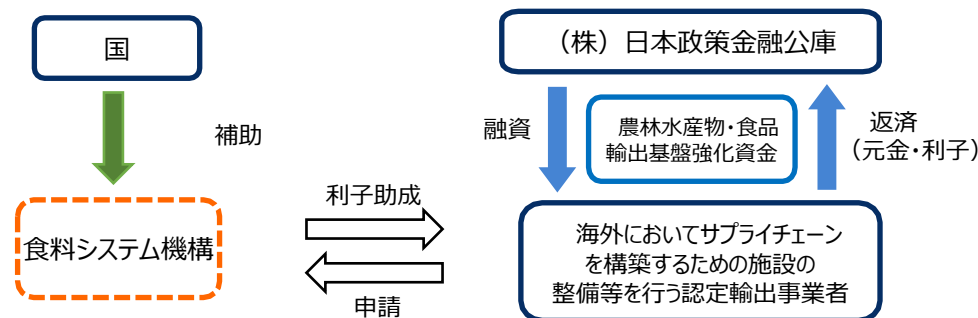 国
(株)日本政策金融公庫
補助
融資
農林水産物・食品
輸出基盤強化資金
返済
(元金・利子)
食料システム機構
利子助成
申請
海外においてサプライチェーン
を構築するための施設の
整備等を行う認定輸出事業者